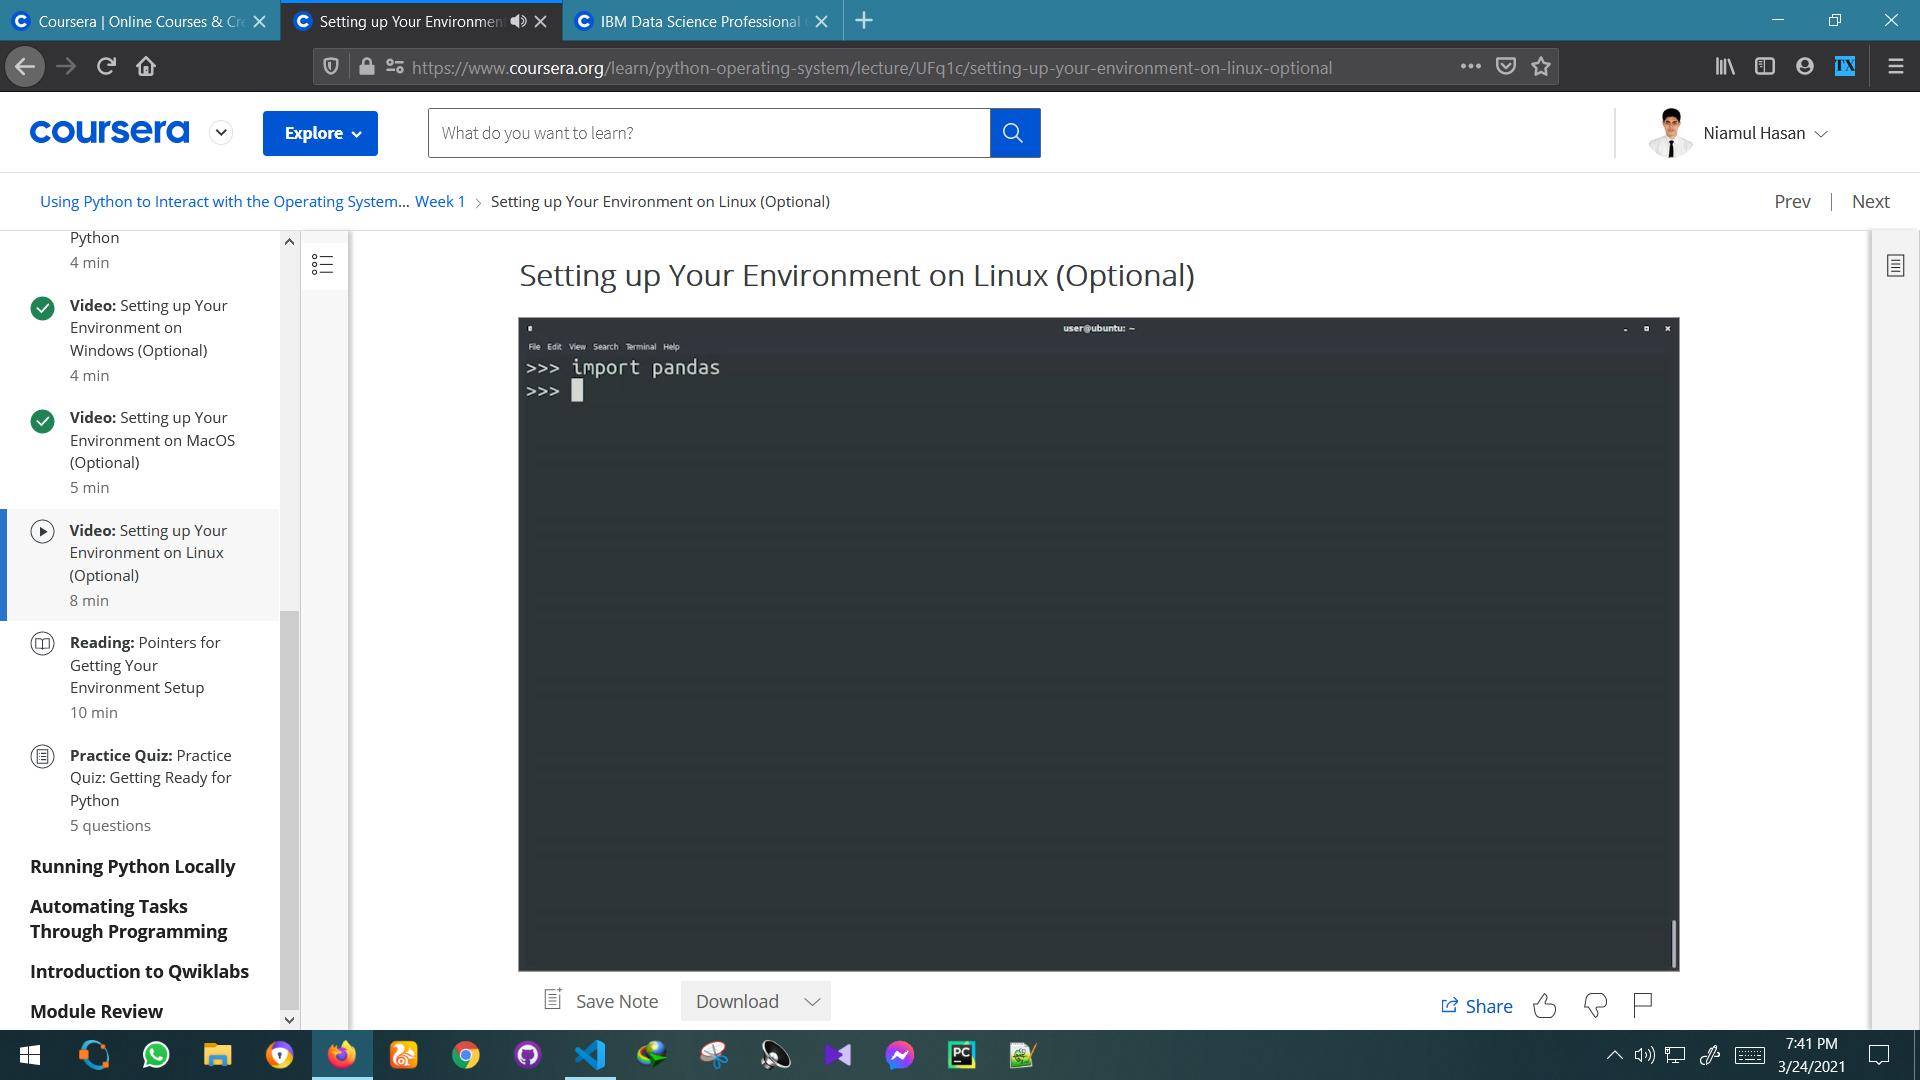 Coursera | Online Courses & Cre
Setting up Your Environmen
IBM Data Science Professional
https://www.coursera.org/learn/python-operating-system/lecture/UFq1c/setting-up-your-environment-on-linux-optional
TX
coursera
Explore
What do you want to learn?
Niamul Hasan
Using Python to Interact with the Operating System... Week 1 > Setting up Your Environment on Linux (Optional)
Prev | Next
Python
4 min
Video: Setting up Your
Environment on
Windows (Optional)
4 min
Video: Setting up Your
Environment on MacOS
(Optional)
5 min
Video: Setting up Your
Environment on Linux
(Optional)
8 min
Reading: Pointers for
Getting Your
Environment Setup
10 min
Practice Quiz: Practice
Quiz: Getting Ready for
Python
5 questions
Running Python Locally
Automating Tasks
Through Programming
Introduction to Qwiklabs
Module Review
Setting up Your Environment on Linux (Optional)
user@ubuntu: ~
File Edit View Search Terminal Help
>>> import pandas
>>>
Save Note
Download
Share
PC
7:41 PM
3/24/2021